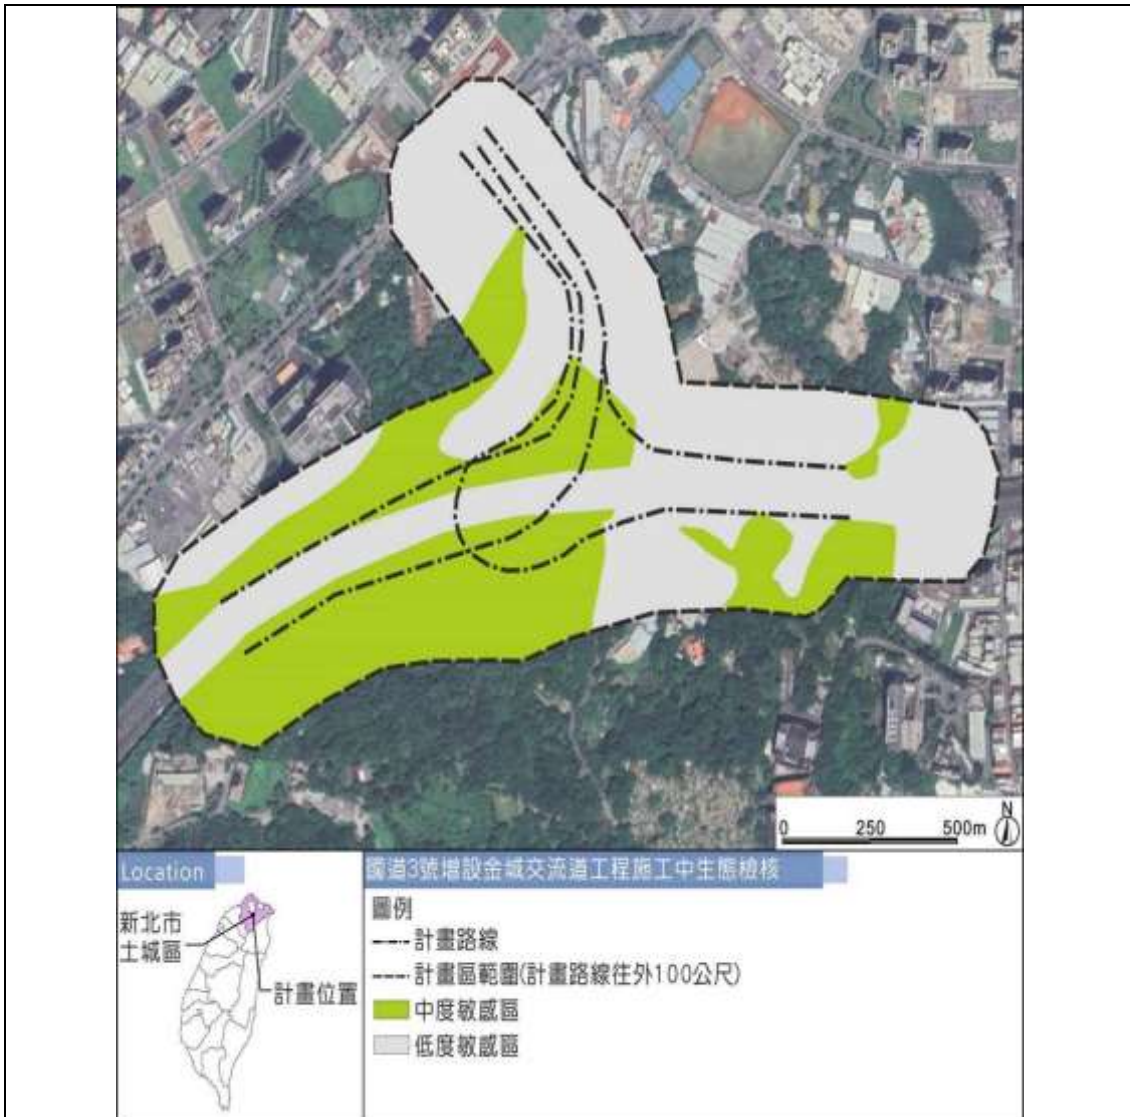 N
0 250 500m
Location
國道3號增設金城交流道工程施工中生態檢核
新北市
土城區
計畫位置
圖例
計畫路線
計畫區範圍(計畫路線往外100公尺)
中度敏感區
低度敏感區